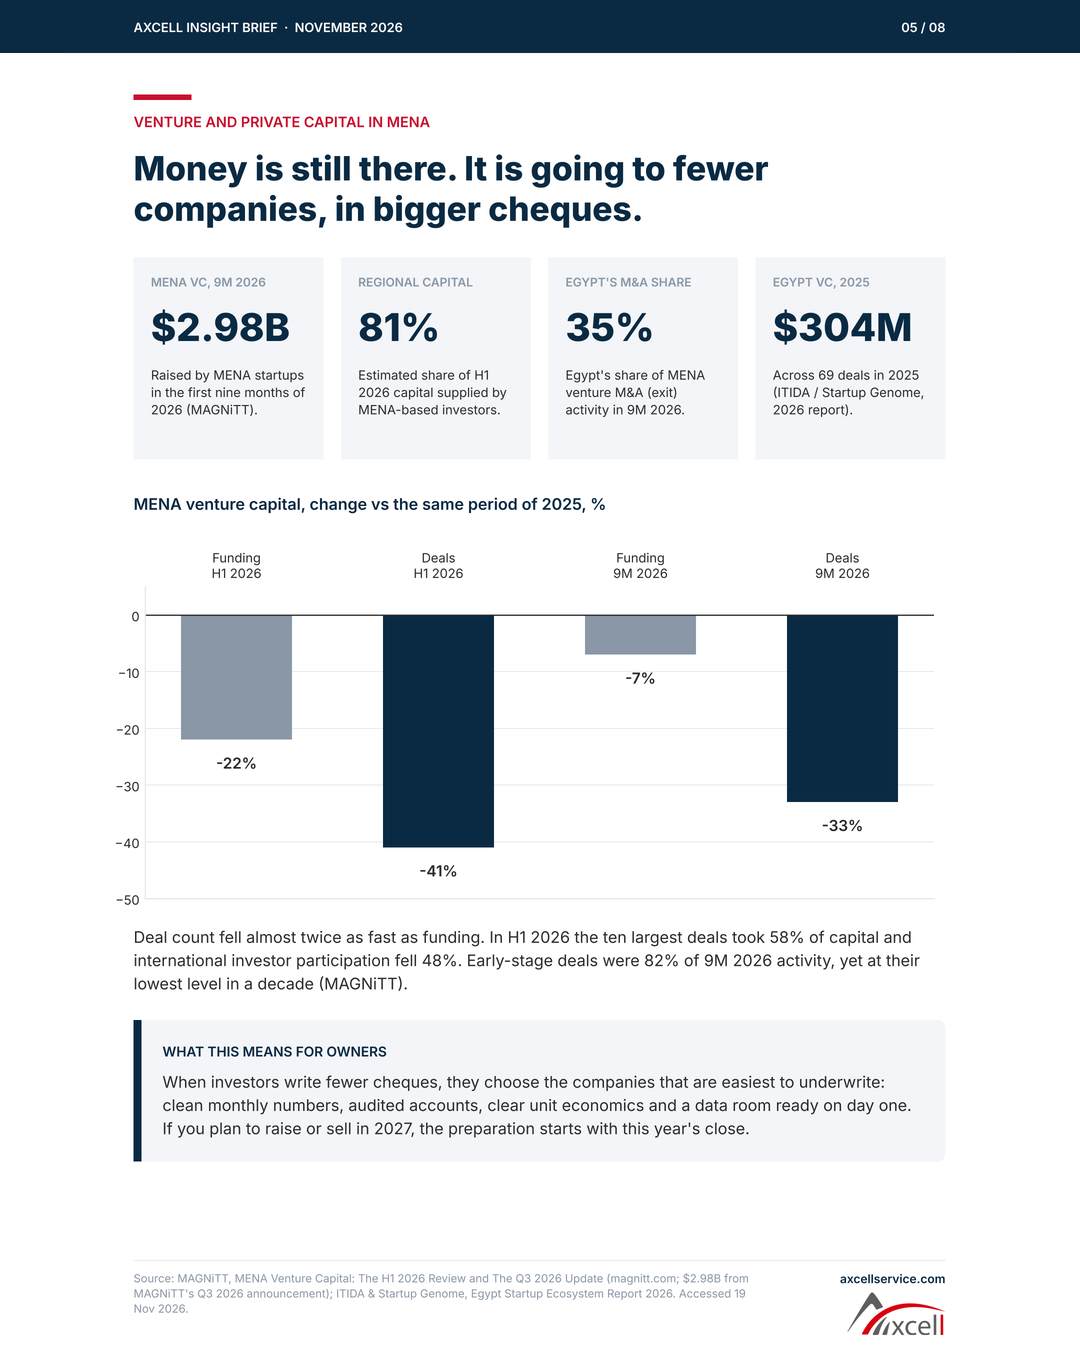 AXCELL INSIGHT BRIEF · NOVEMBER 2026
05 / 08
VENTURE AND PRIVATE CAPITAL IN MENA
Money is still there. It is going to fewer
companies, in bigger cheques.
MENA VC, 9M 2026
$2.98B
Raised by MENA startups
in the first nine months of
2026 (MAGNiTT).
REGIONAL CAPITAL
81%
Estimated share of H1
2026 capital supplied by
MENA-based investors.
EGYPT'S M&A SHARE
35%
Egypt's share of MENA
venture M&A (exit)
activity in 9M 2026.
EGYPT VC, 2025
$304M
Across 69 deals in 2025
(ITIDA / Startup Genome,
2026 report).
MENA venture capital, change vs the same period of 2025, %
Funding
H1 2026
Deals
H1 2026
Funding
9M 2026
Deals
9M 2026
0
−10
−20
−30
−40
−50
-22%
-41%
-7%
-33%
Deal count fell almost twice as fast as funding. In H1 2026 the ten largest deals took 58% of capital and
international investor participation fell 48%. Early-stage deals were 82% of 9M 2026 activity, yet at their
lowest level in a decade (MAGNiTT).
WHAT THIS MEANS FOR OWNERS
When investors write fewer cheques, they choose the companies that are easiest to underwrite:
clean monthly numbers, audited accounts, clear unit economics and a data room ready on day one.
If you plan to raise or sell in 2027, the preparation starts with this year's close.
Source: MAGNiTT, MENA Venture Capital: The H1 2026 Review and The Q3 2026 Update (magnitt.com; $2.98B from
MAGNiTT's Q3 2026 announcement); ITIDA & Startup Genome, Egypt Startup Ecosystem Report 2026. Accessed 19
Nov 2026.
axcellservice.com
Axcell